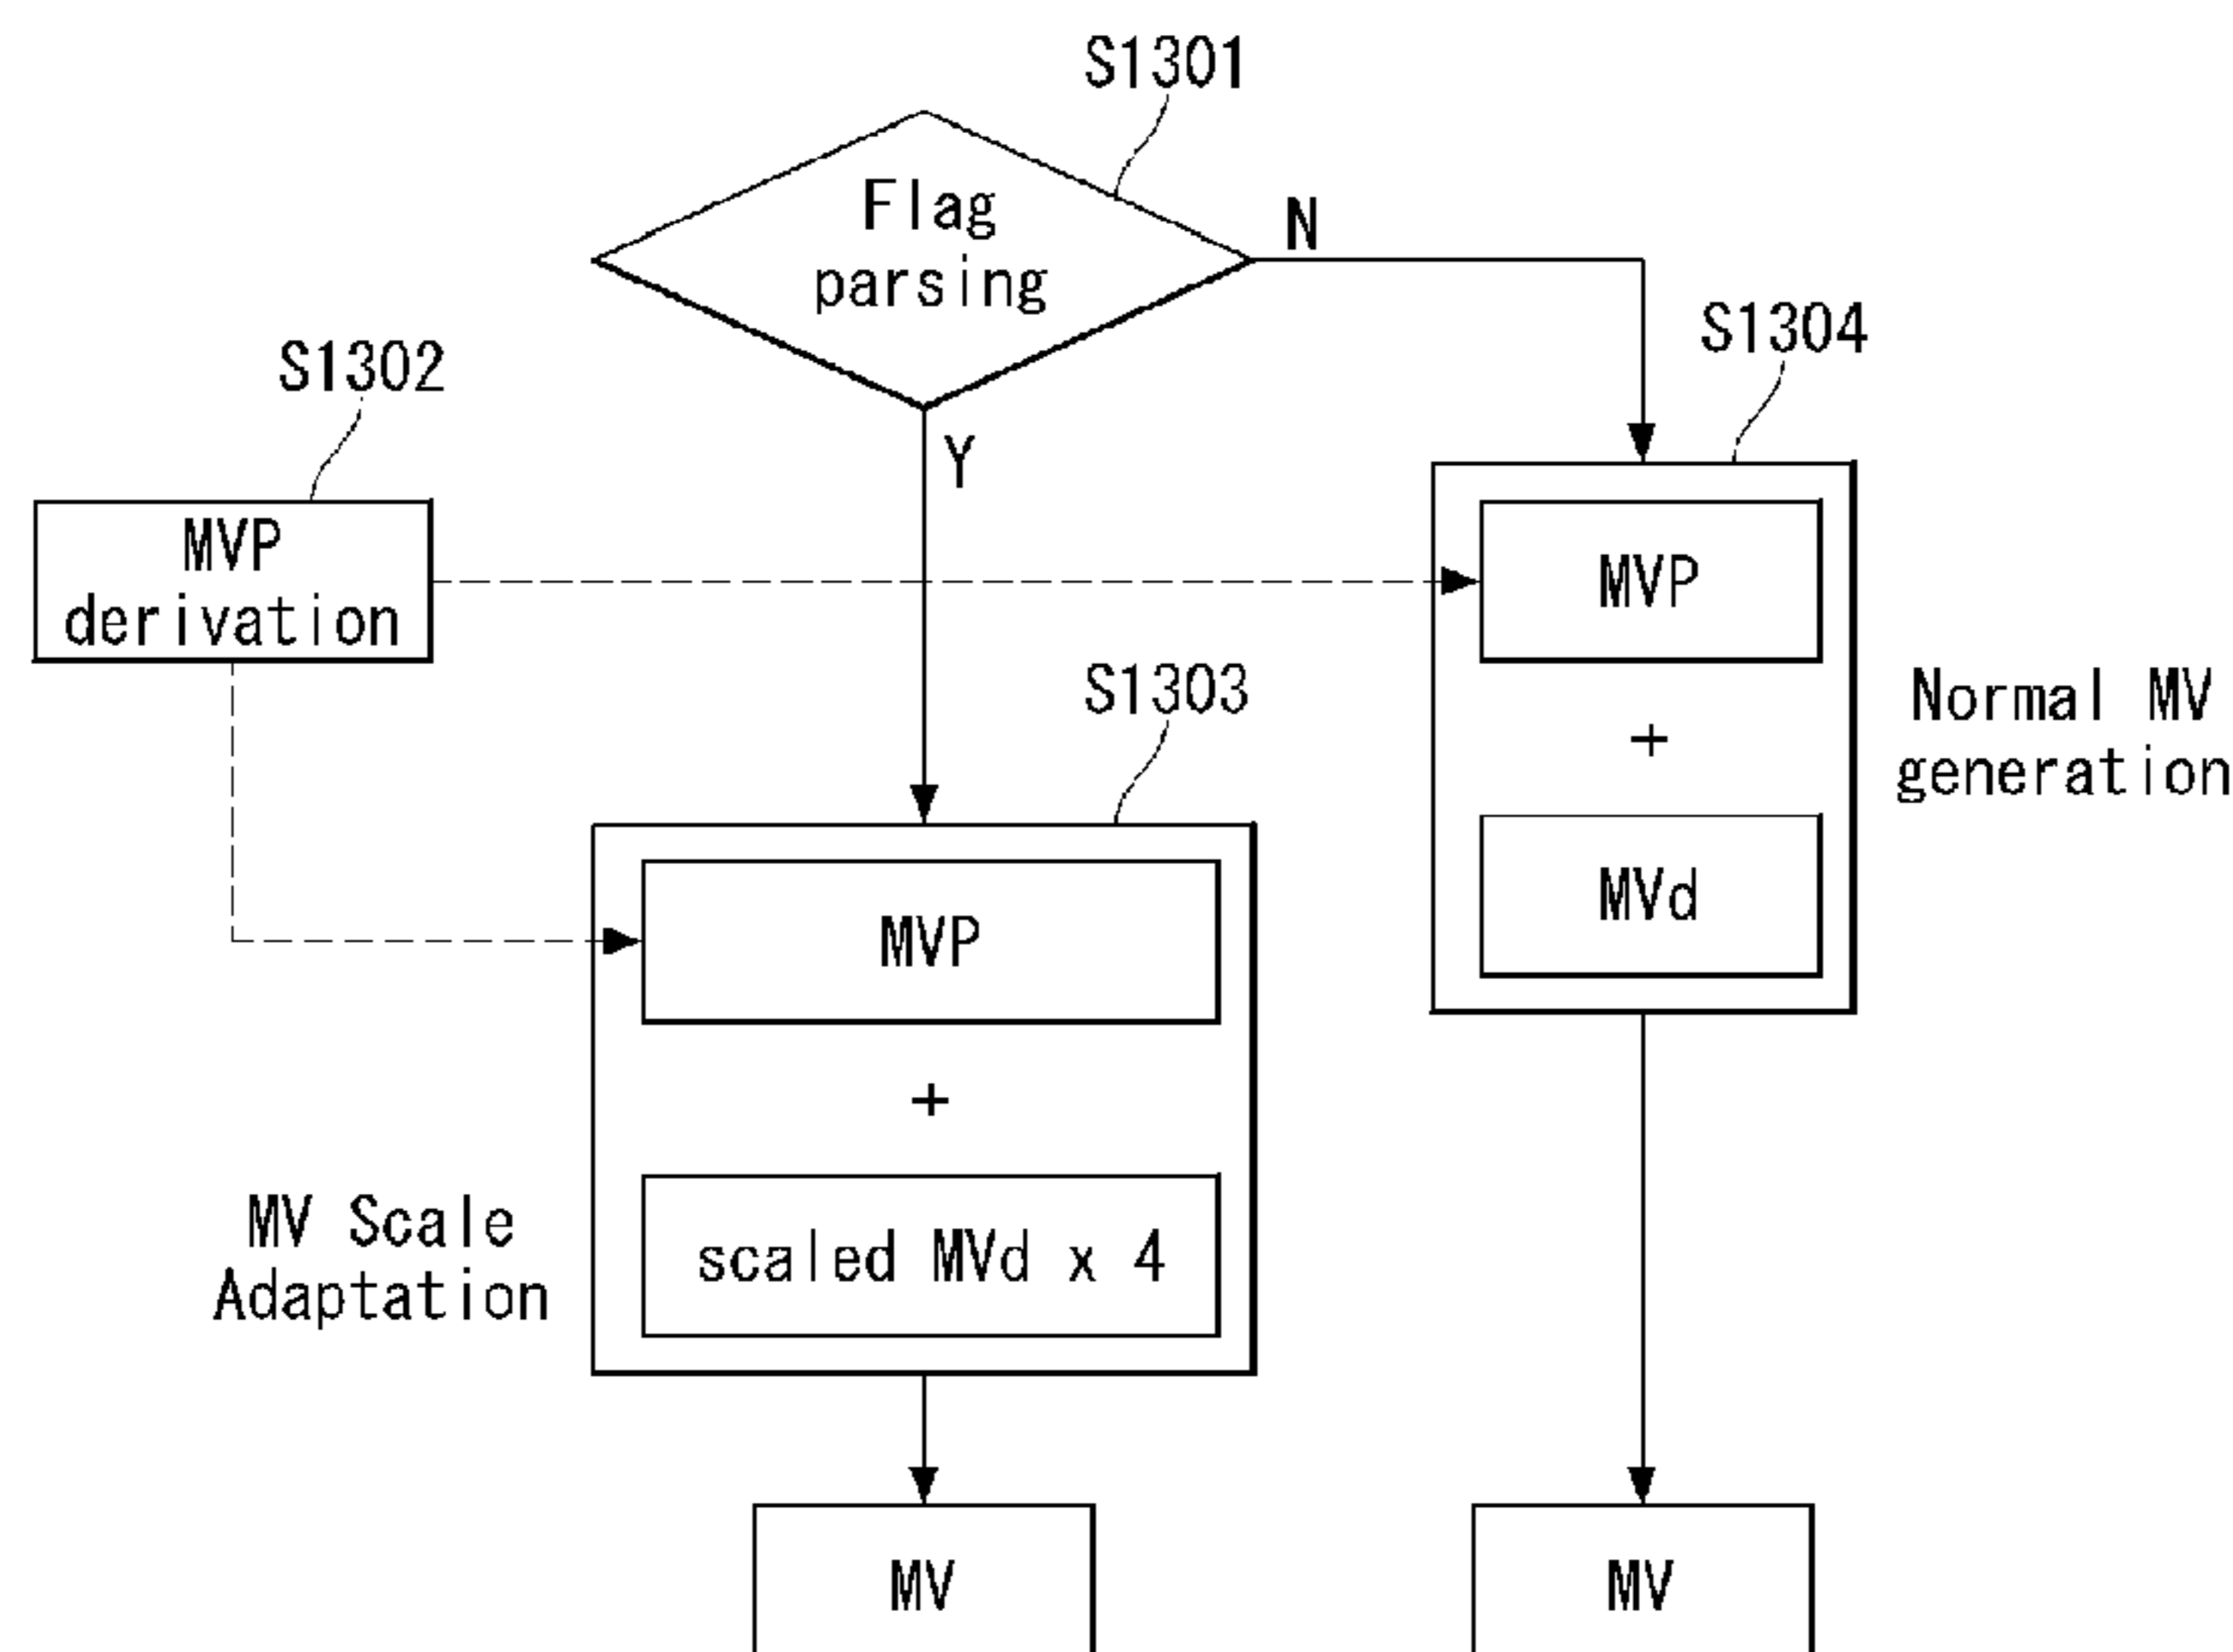 S1301
Flag
parsing
N
S1304
S1302
Y
MVP
derivation
MVP
+
MVd
Normal MV
generation
S1303
MVP
+
scaled MVd x 4
MV Scale
Adaptation
MV
MV